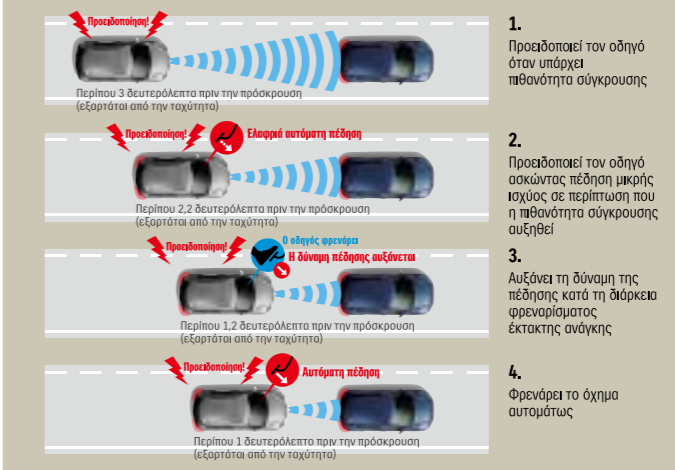 Προειδοποίηση!
Περίπου 3 δευτερόλεπτα πριν την πρόσκρουση
(εξαρτάται από την ταχύτητα)
1.
Προειδοποιεί τον οδηγό
όταν υπάρχει
πιθανότητα σύγκρουσης
Προειδοποίηση!
Ελαφριά αυτόματη πέδηση
Περίπου 2,2 δευτερόλεπτα πριν την πρόσκρουση
(εξαρτάται από την ταχύτητα)
2.
Προειδοποιεί τον οδηγό
ασκώντας πέδηση μικρής
ισχύος σε περίπτωση που
η πιθανότητα σύγκρουσης
αυξηθεί
Προειδοποίηση!
Ο οδηγός φρενάρει
Η δύναμη πέδησης αυξάνεται
Περίπου 1,2 δευτερόλεπτα πριν την πρόσκρουση
(εξαρτάται από την ταχύτητα)
3.
Αυξάνει τη δύναμη της
πέδησης κατά τη διάρκεια
φρεναρίσματος
έκτακτης ανάγκης
Προειδοποίηση!
Αυτόματη πέδηση
Περίπου 1 δευτερόλεπτο πριν την πρόσκρουση
(εξαρτάται από την ταχύτητα)
4.
Φρενάρει το όχημα
αυτομάτως